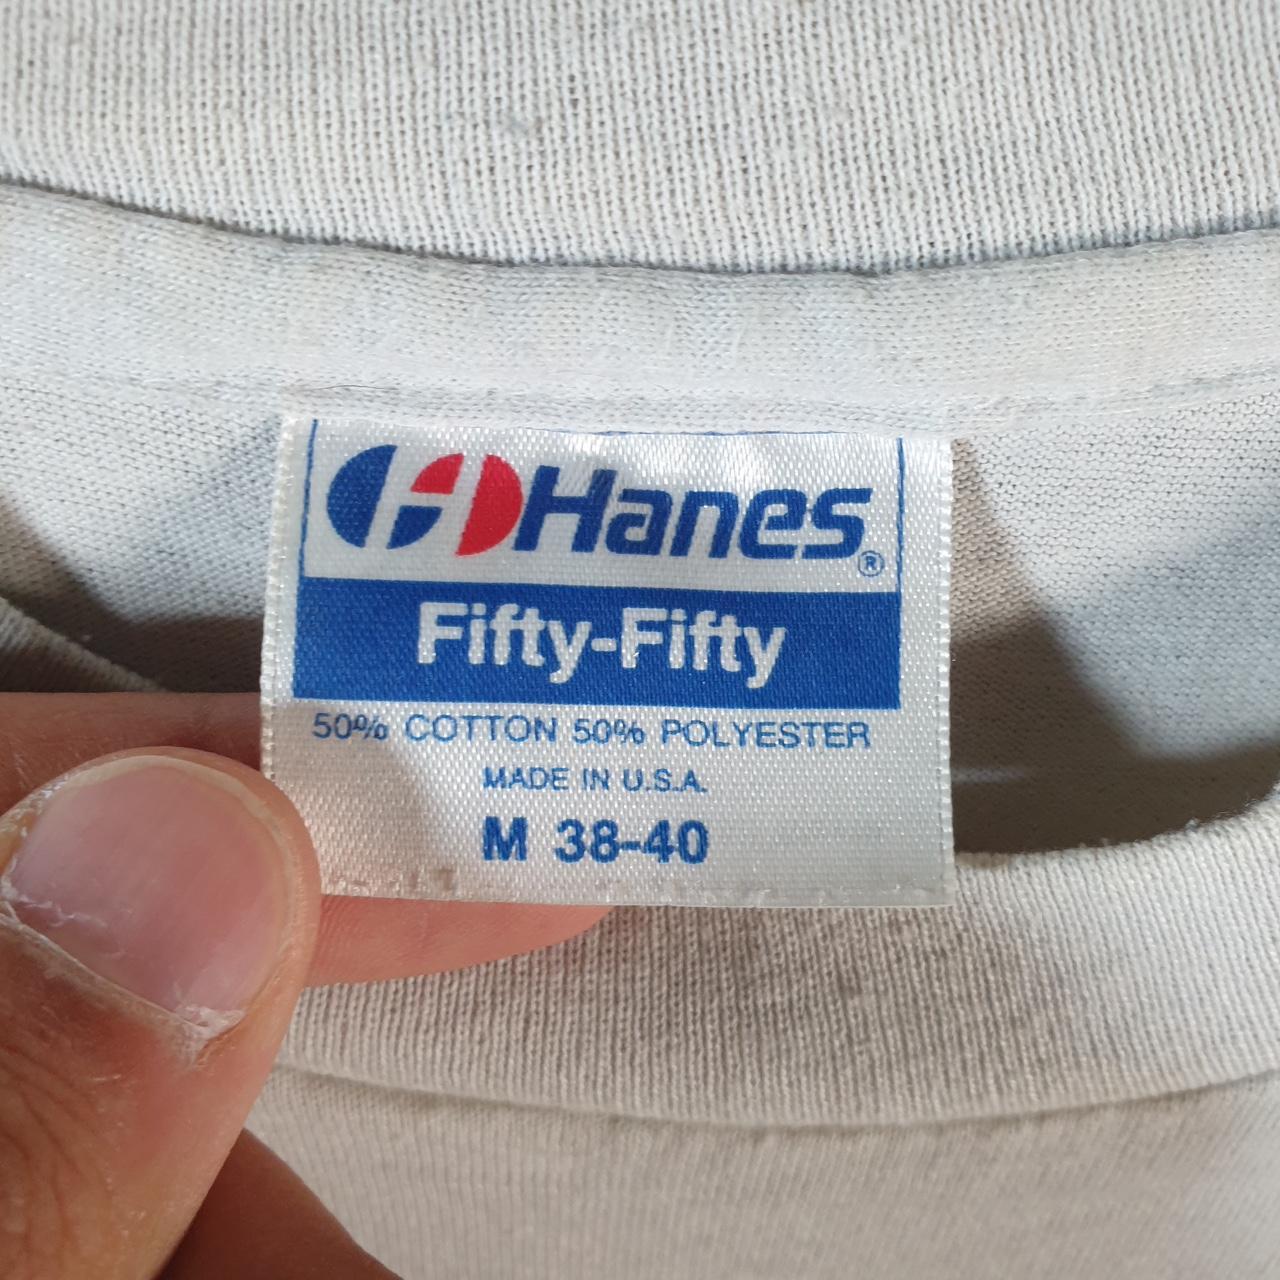 Hanes®
Fifty-Fifty
50% COTTON 50% POLYESTER
MADE IN U.S.A.
M 38-40